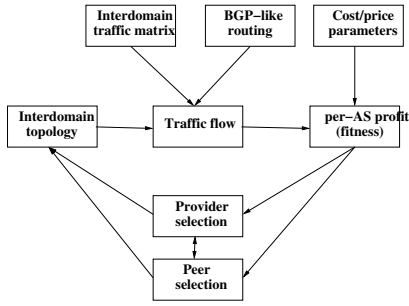 Interdomain
traffic matrix
BGP−like
routing
Cost/price
parameters
Interdomain
topology
Traffic flow
per−AS profit
(fitness)
Provider
selection
Peer
selection